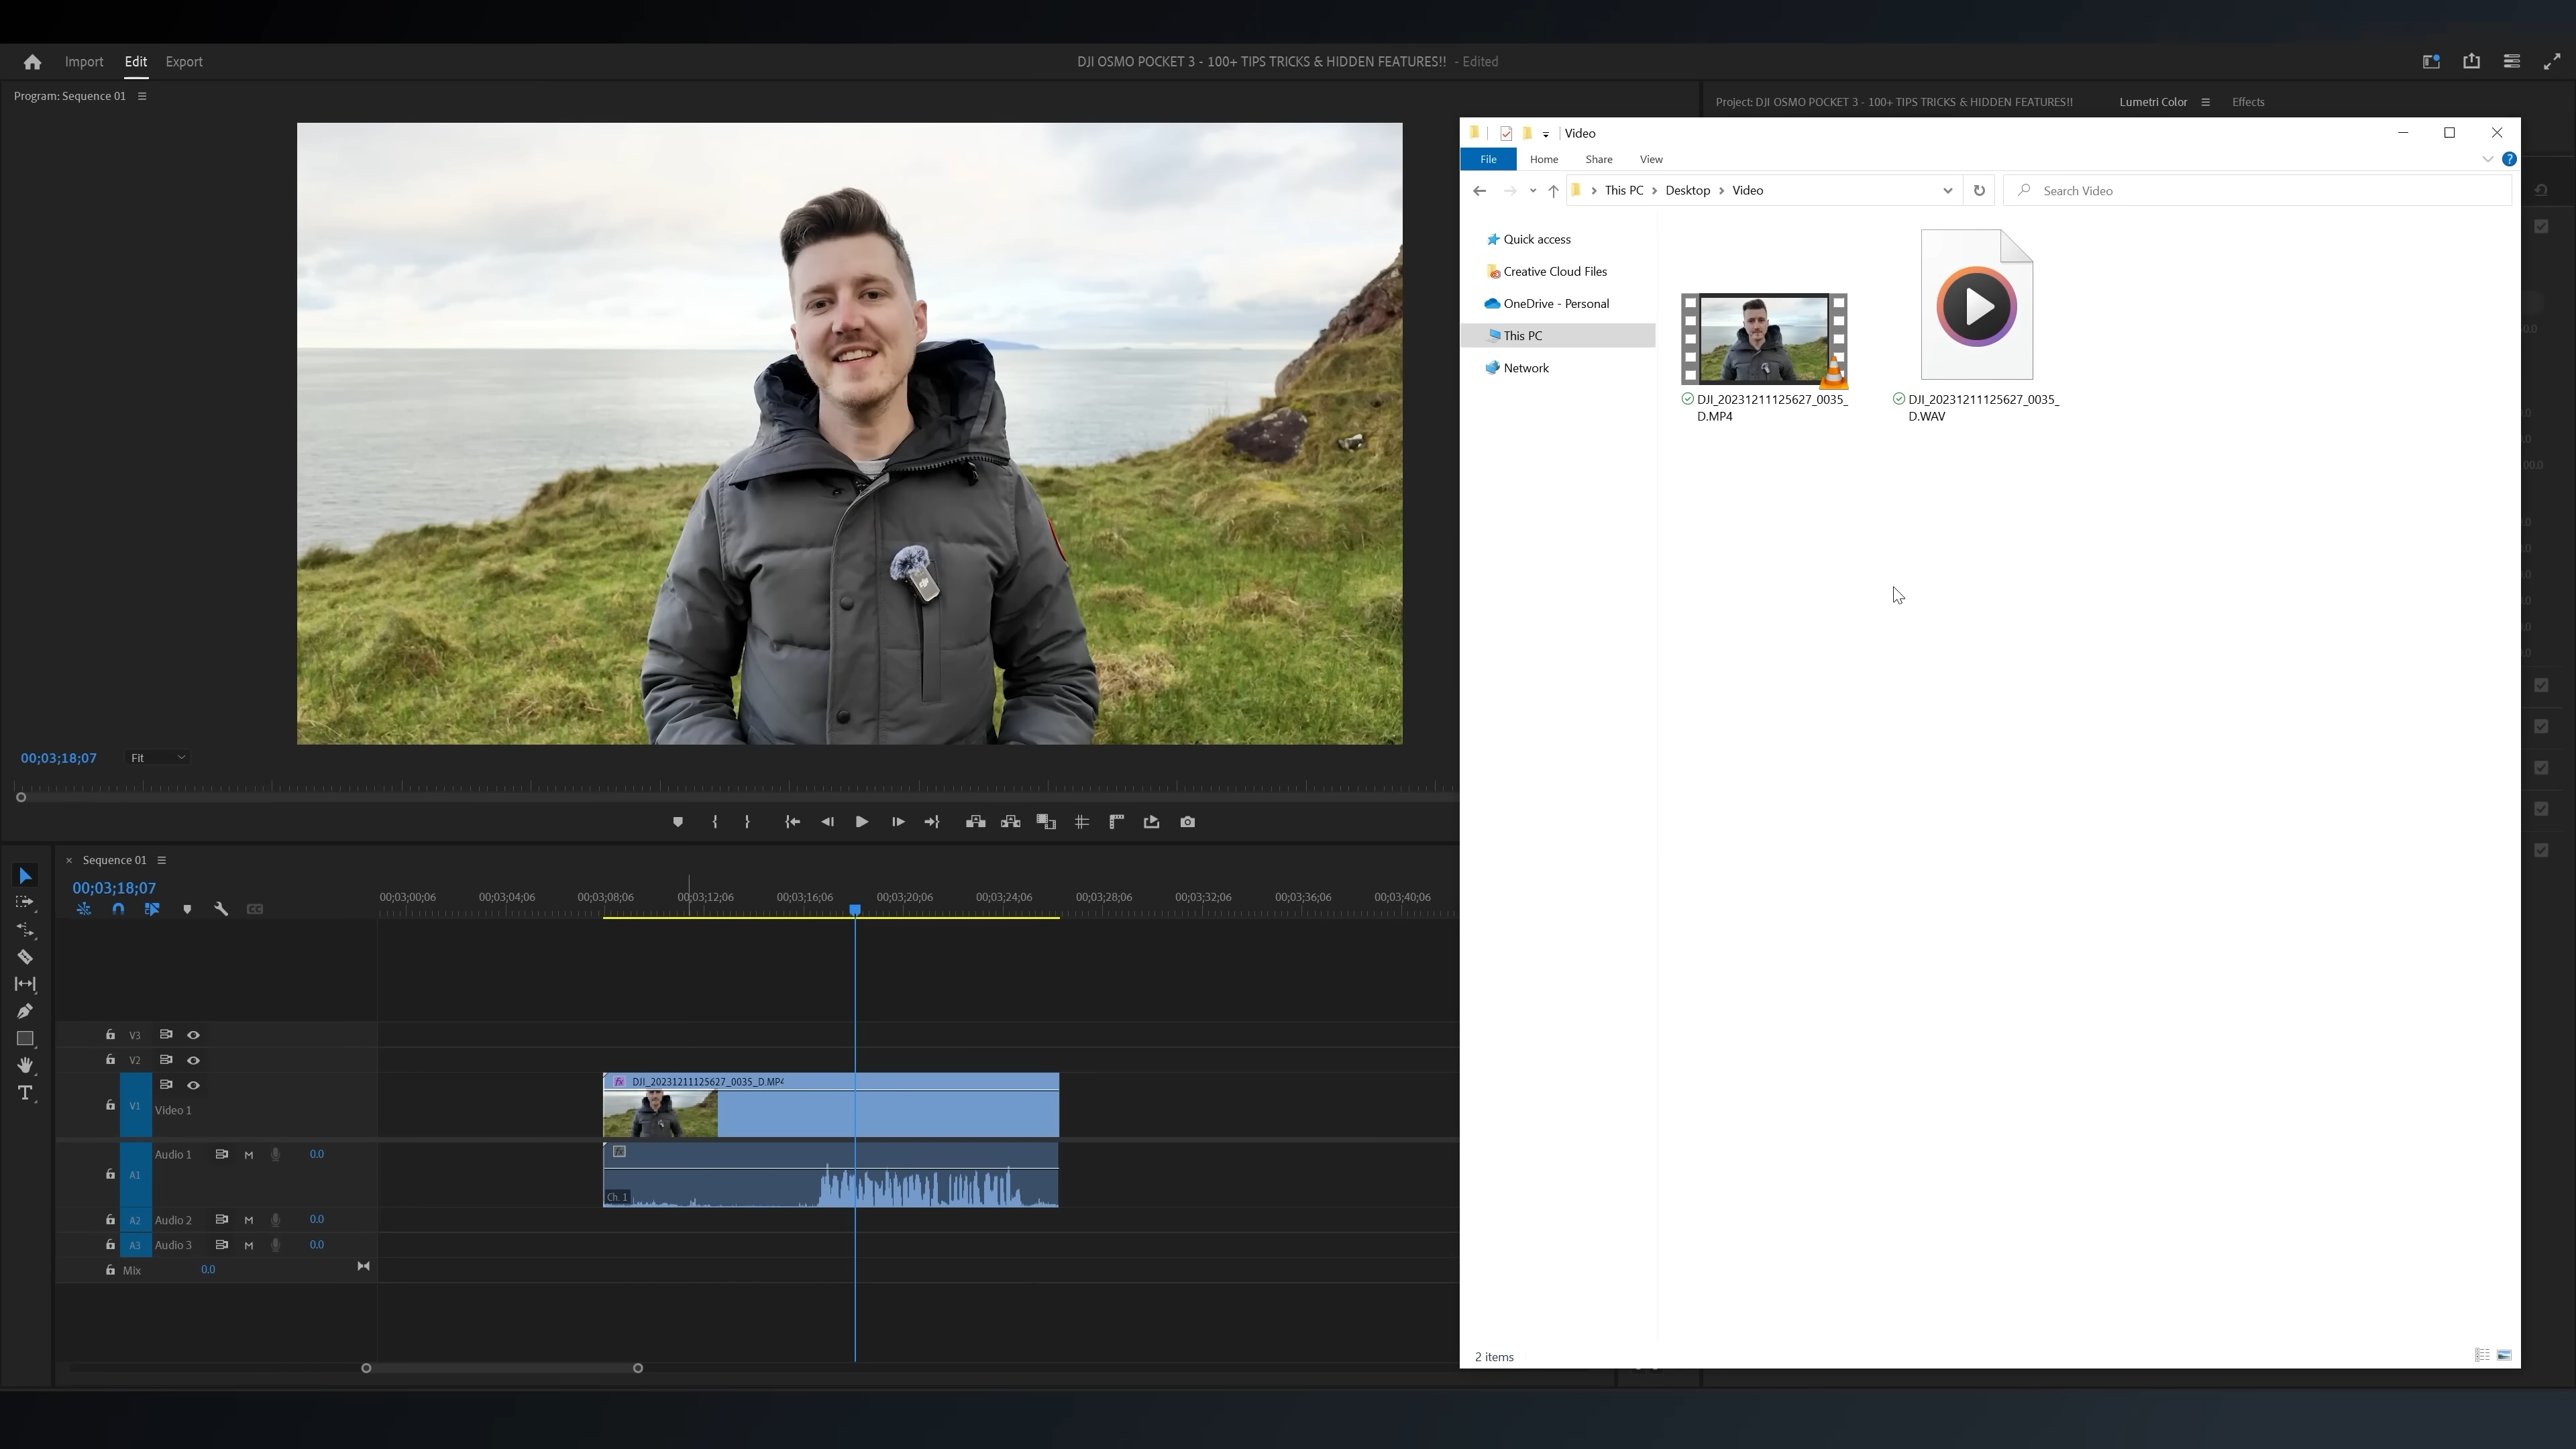 Import Edit Export
DJI OSMO POCKET 3 - 100+ TIPS TRICKS & HIDDEN FEATURES!! - Edited
Program: Sequence 01
Project: DJI OSMO POCKET 3 - 100+ TIPS TRICKS & HIDDEN FEATURES!!
Lumetri Color
Effects
Video
File Home Share View
This PC > Desktop > Video
Search Video
Quick access
Creative Cloud Files
OneDrive - Personal
This PC
Network
DJI_20231211125627_0035_
D.MP4
DJI_20231211125627_0035_
D.WAV
2 items
00;03;18;07
Fit
Sequence 01
00;03;18;07
00;03;00;06 00;03;04;06 00;03;08;06 00;03;12;06 00;03;16;06 00;03;20;06 00;03;24;06 00;03;28;06 00;03;32;06 00;03;36;06 00;03;40;06
V3
V2
fx DJI_20231211125627_0035_D.MP4
V1
Video 1
Audio 1 M 0.0
fx
A1
Ch. 1
A2 Audio 2 M 0.0
A3 Audio 3 M 0.0
Mix 0.0